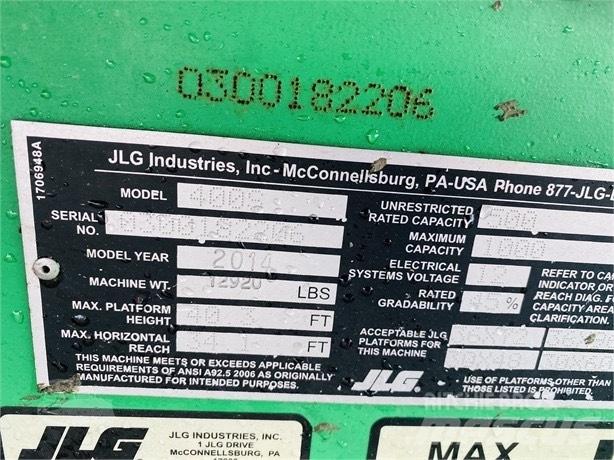 0300182206
1706948A
JLG Industries, Inc - McConnellsburg, PA-USA Phone 877-JLG-
MODEL 400S
SERIAL NO. 0300182206
MODEL YEAR 2014
MACHINE WT. 12920 LBS
MAX. PLATFORM HEIGHT 40 FT
MAX. HORIZONTAL REACH FT
THIS MACHINE MEETS OR EXCEEDS APPLICABLE
REQUIREMENTS OF ANSI A92.5 2006 AS ORIGINALLY
MANUFACTURED FOR INTENDED PURPOSES.
UNRESTRICTED RATED CAPACITY
MAXIMUM CAPACITY 1000
ELECTRICAL SYSTEMS VOLTAGE 12
RATED GRADABILITY 45 %
REFER TO
REACH DIAG.
CAPACITY AREA
CLARIFICATION.
ACCEPTABLE JLG
PLATFORMS FOR
THIS MACHINE:
JLG
USE OF PLATFORMS OTHER THAN
THOSE LISTED IS PROHIBITED.
JLG
JLG INDUSTRIES, INC.
1 JLG DRIVE
McCONNELLSBURG, PA
MAX